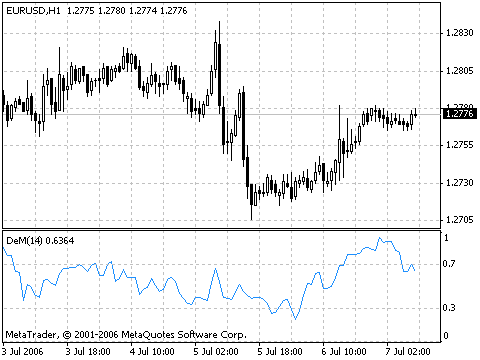 EURUSD,H1 1.2775 1.2780 1.2774 1.2776
1.2830
1.2805
1.2780
1.2776
1.2755
1.2730
1.2705
DeM(14) 0.6364
1
0.7
0.3
0
MetaTrader, © 2001-2006 MetaQuotes Software Corp.
3 Jul 2006 3 Jul 18:00 4 Jul 10:00 5 Jul 02:00 5 Jul 18:00 6 Jul 10:00 7 Jul 02:00